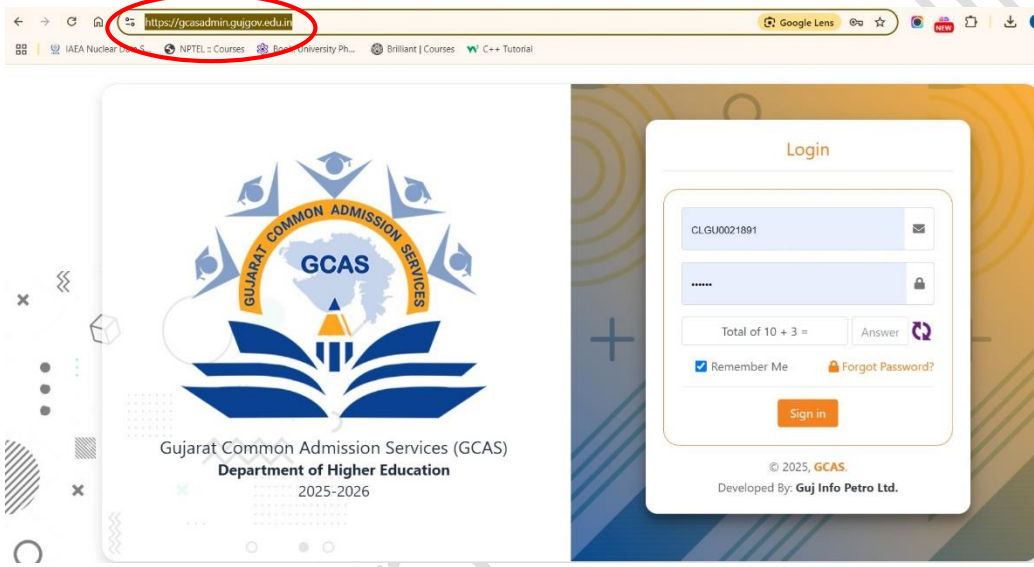 https://gcasadmin.gujgov.edu.in
Google Lens
NEW
IAEA Nuclear Data S...
NPTEL :: Courses
Book: University Ph...
Brilliant | Courses
C++ Tutorial
GUJARAT COMMON ADMISSION SERVICES
GCAS
Gujarat Common Admission Services (GCAS)
Department of Higher Education
2025-2026
Login
CLGU0021891
••••••
Total of 10 + 3 =
Answer
Remember Me
Forgot Password?
Sign in
© 2025, GCAS.
Developed By: Guj Info Petro Ltd.